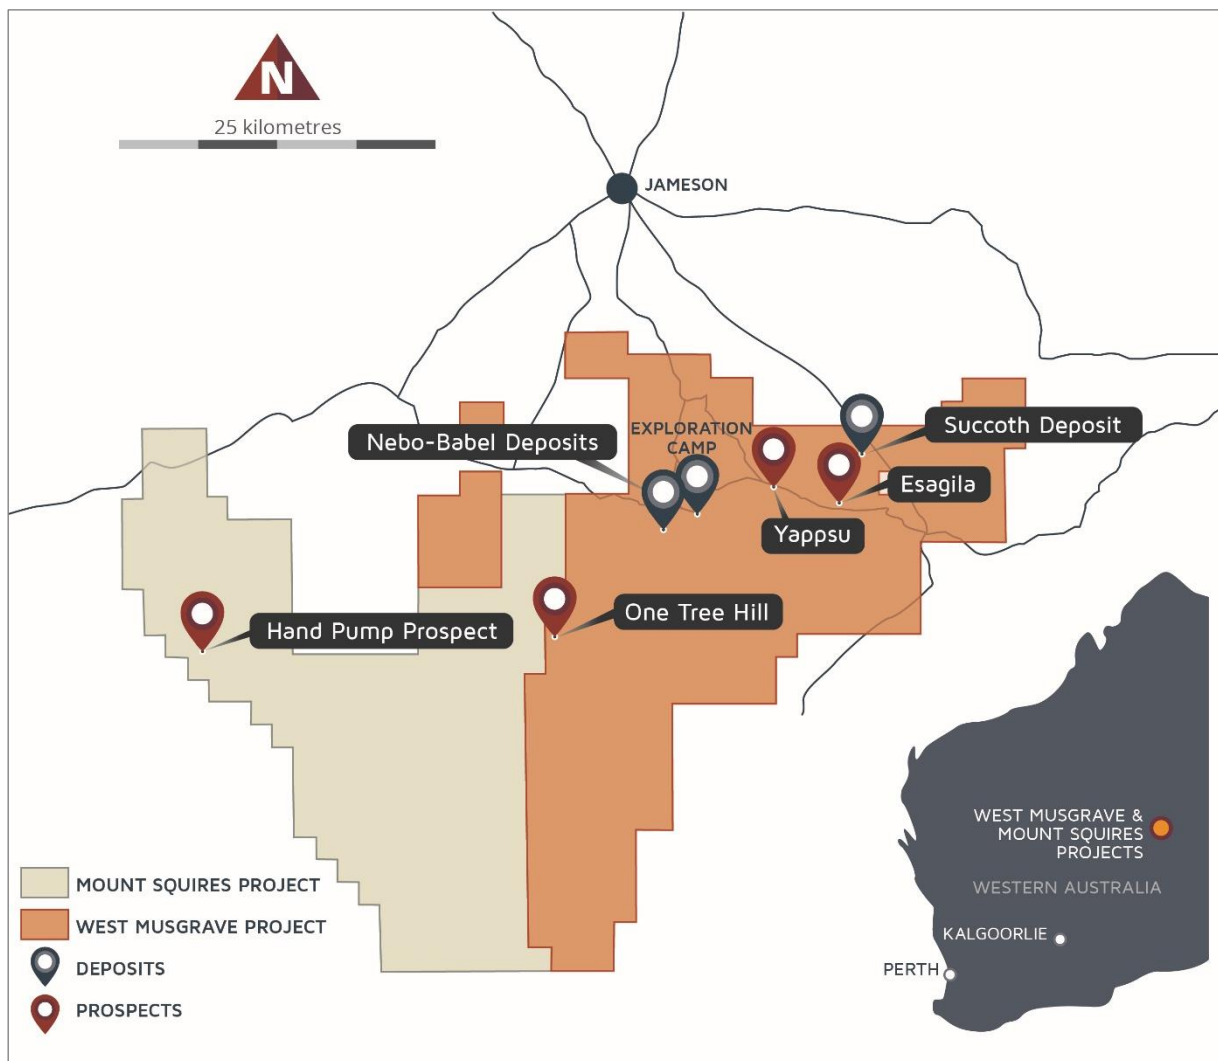 N
25 kilometres
JAMESON
EXPLORATION
CAMP
Nebo-Babel Deposits
Succoth Deposit
Esagila
Yappsu
One Tree Hill
Hand Pump Prospect
MOUNT SQUIRES PROJECT
WEST MUSGRAVE PROJECT
DEPOSITS
PROSPECTS
WEST MUSGRAVE &
MOUNT SQUIRES
PROJECTS
WESTERN AUSTRALIA
KALGOORLIE
PERTH